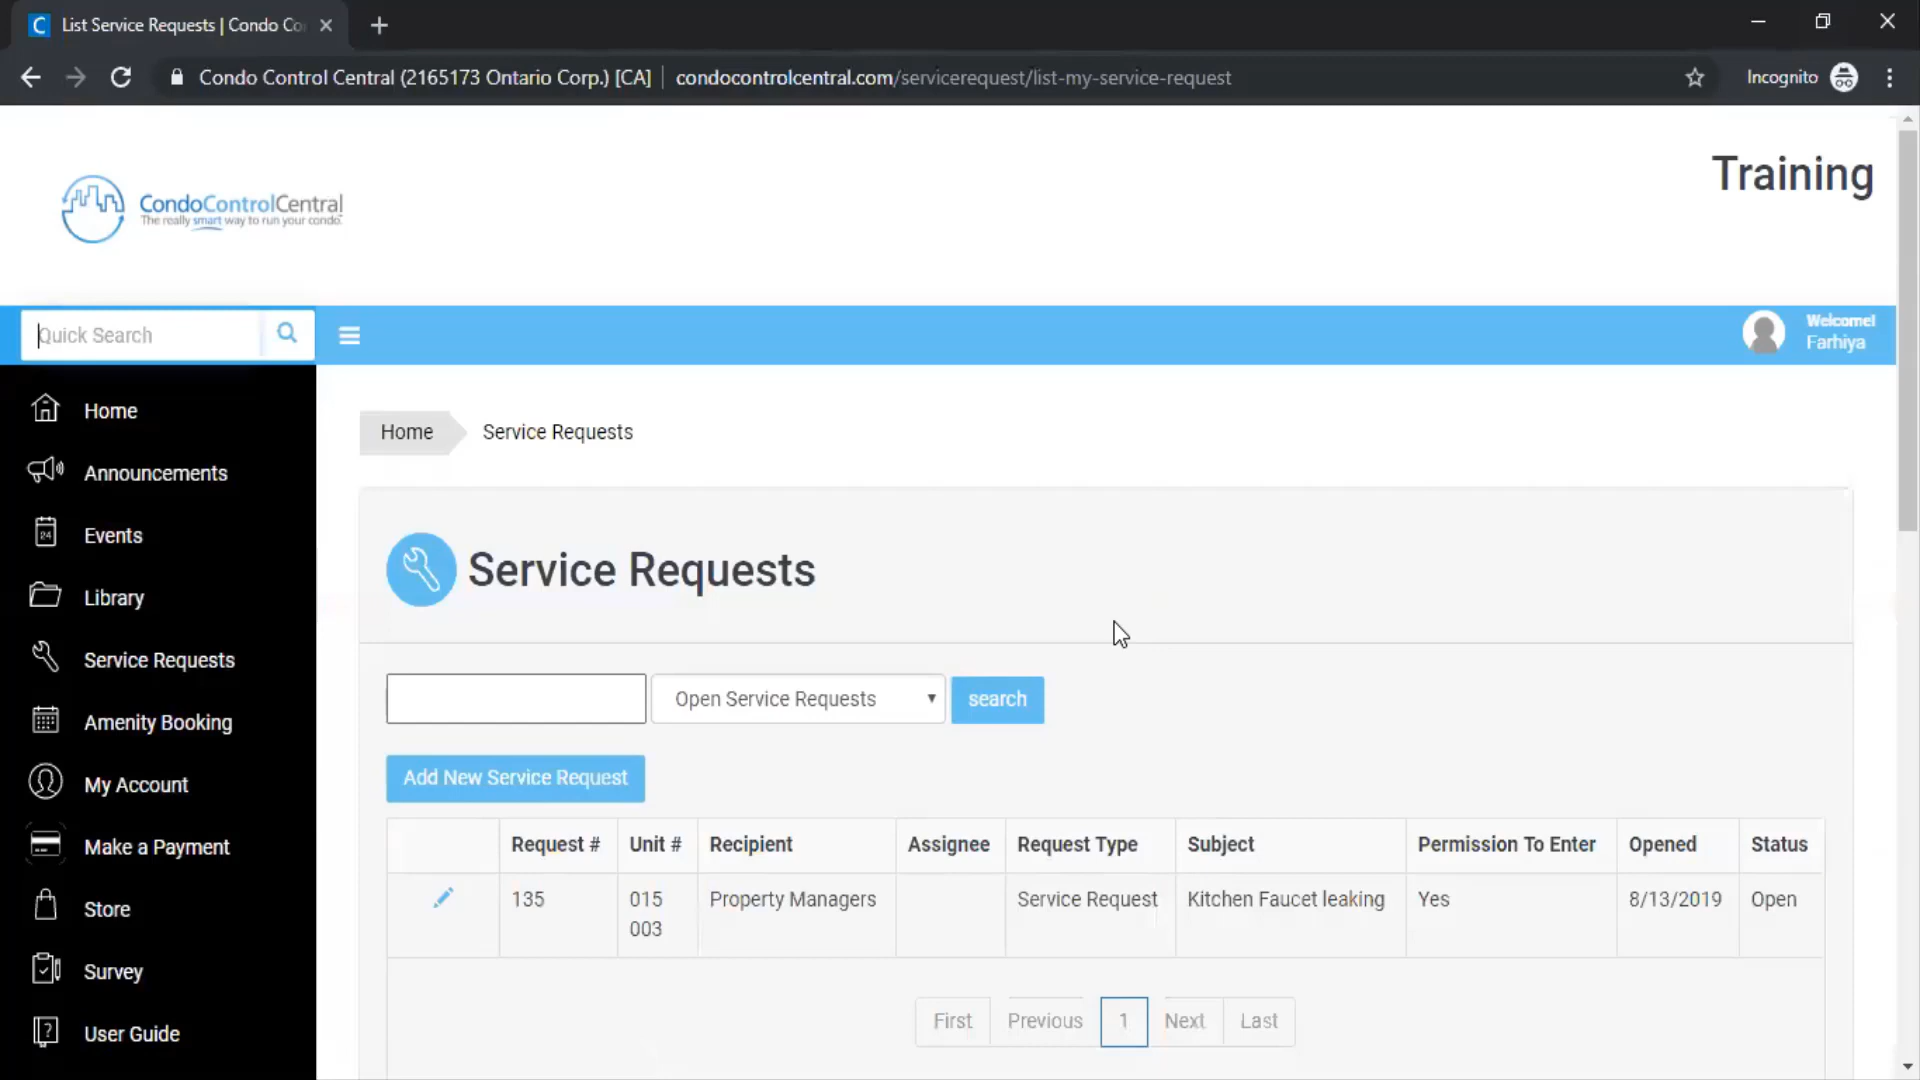 List Service Requests | Condo Co
Condo Control Central (2165173 Ontario Corp.) [CA]
condocontrolcentral.com/servicerequest/list-my-service-request
Incognito
CondoControlCentral
The really smart way to run your condo.
Training
Quick Search
Welcome!
Farhiya
Home
Announcements
Events
Library
Service Requests
Amenity Booking
My Account
Make a Payment
Store
Survey
User Guide
Home
Service Requests
Service Requests
Open Service Requests
search
Add New Service Request
Request # Unit # Recipient Assignee Request Type Subject Permission To Enter Opened Status
135 015 Property Managers Service Request Kitchen Faucet leaking Yes 8/13/2019 Open
003
First Previous 1 Next Last